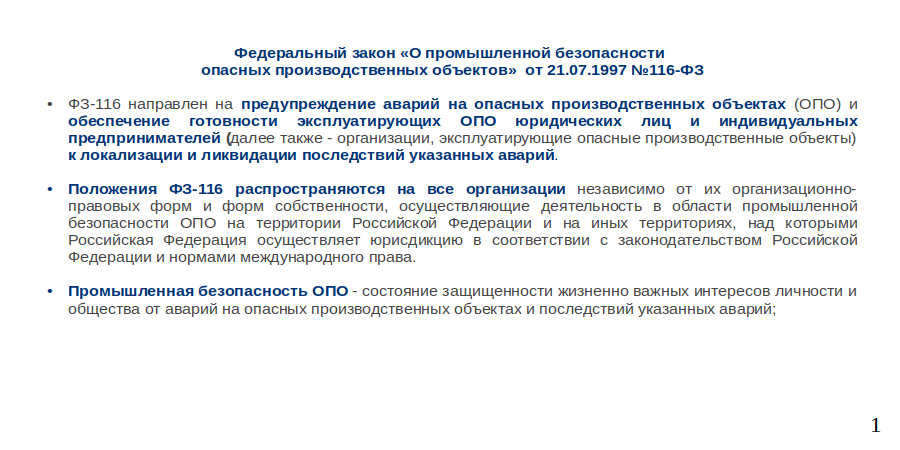 Федеральный закон «О промышленной безопасности
опасных производственных объектов»  от 21.07.1997 №116-ФЗ
• ФЗ-116 направлен на предупреждение аварий на опасных производственных объектах (ОПО) и
обеспечение готовности эксплуатирующих ОПО юридических лиц и индивидуальных
предпринимателей (далее также - организации, эксплуатирующие опасные производственные объекты)
к локализации и ликвидации последствий указанных аварий.
• Положения ФЗ-116 распространяются на все организации независимо от их организационно-
правовых форм и форм собственности, осуществляющие деятельность в области промышленной
безопасности ОПО на территории Российской Федерации и на иных территориях, над которыми
Российская Федерация осуществляет юрисдикцию в соответствии с законодательством Российской
Федерации и нормами международного права.
• Промышленная безопасность ОПО - состояние защищенности жизненно важных интересов личности и
общества от аварий на опасных производственных объектах и последствий указанных аварий;
1